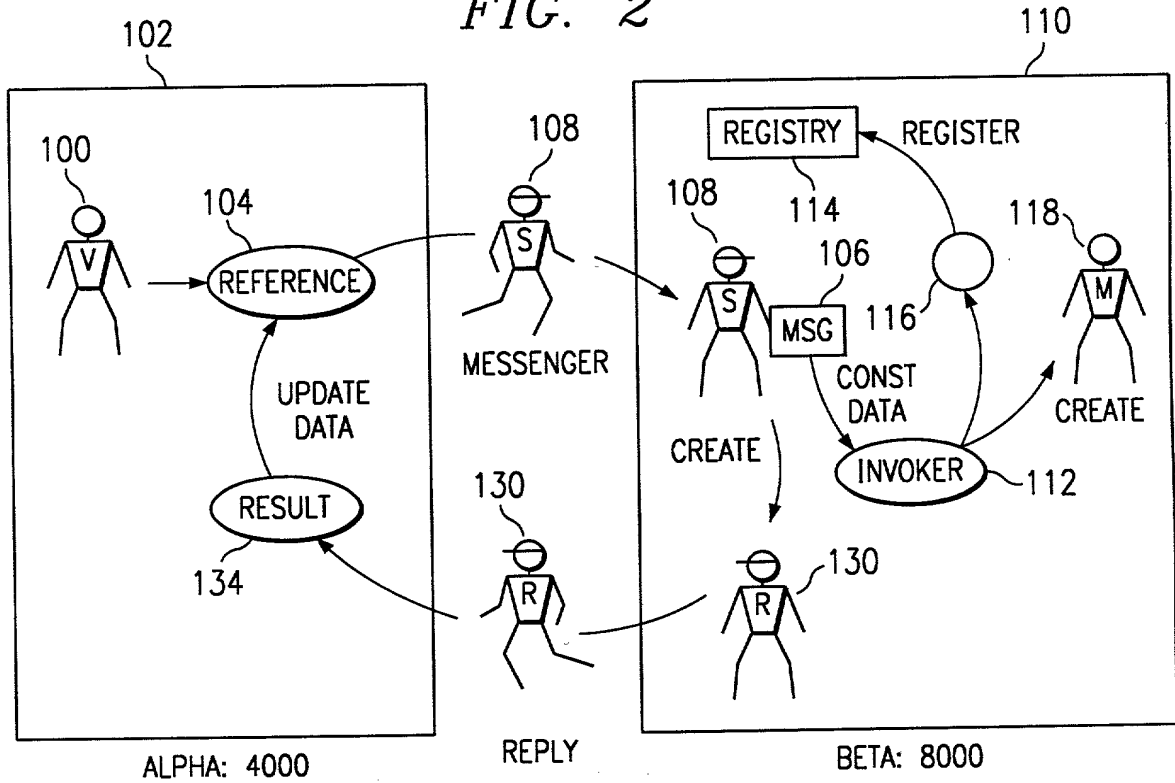 FIG. 2
102
110
100
V
104
REFERENCE
108
S
MESSENGER
REGISTRY
REGISTER
114
108
S
106
MSG
116
118
M
CREATE
CONST
DATA
CREATE
INVOKER
112
UPDATE
DATA
RESULT
134
130
R
130
R
REPLY
ALPHA: 4000
BETA: 8000